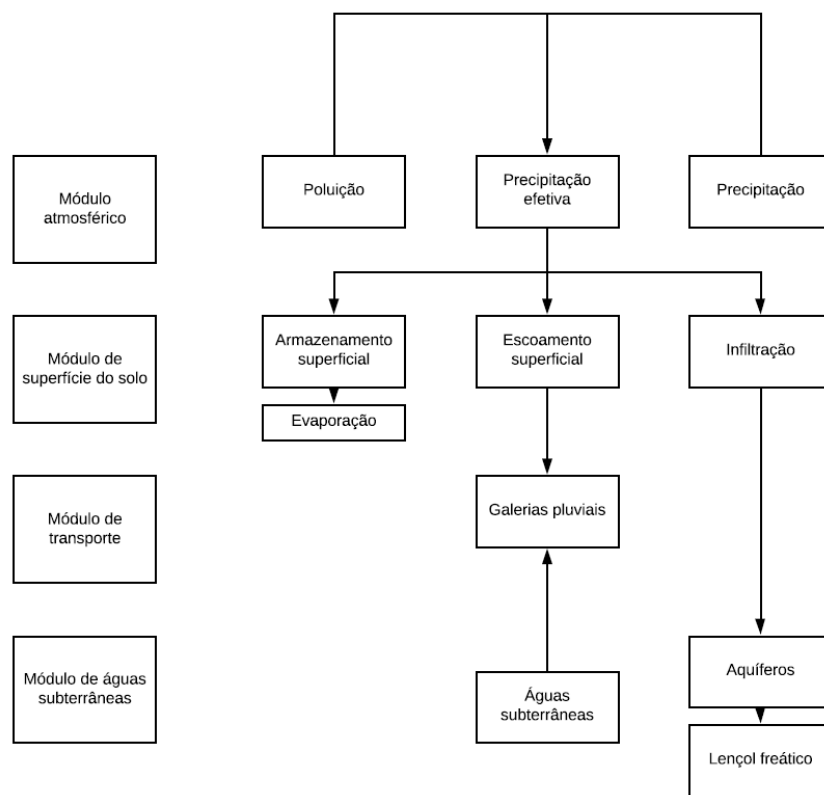 Módulo
atmosférico
Poluição
Precipitação
efetiva
Precipitação
Módulo de
superfície do solo
Armazenamento
superficial
Evaporação
Escoamento
superficial
Infiltração
Módulo de
transporte
Galerias pluviais
Módulo de águas
subterrâneas
Águas
subterrâneas
Aquíferos
Lençol freático